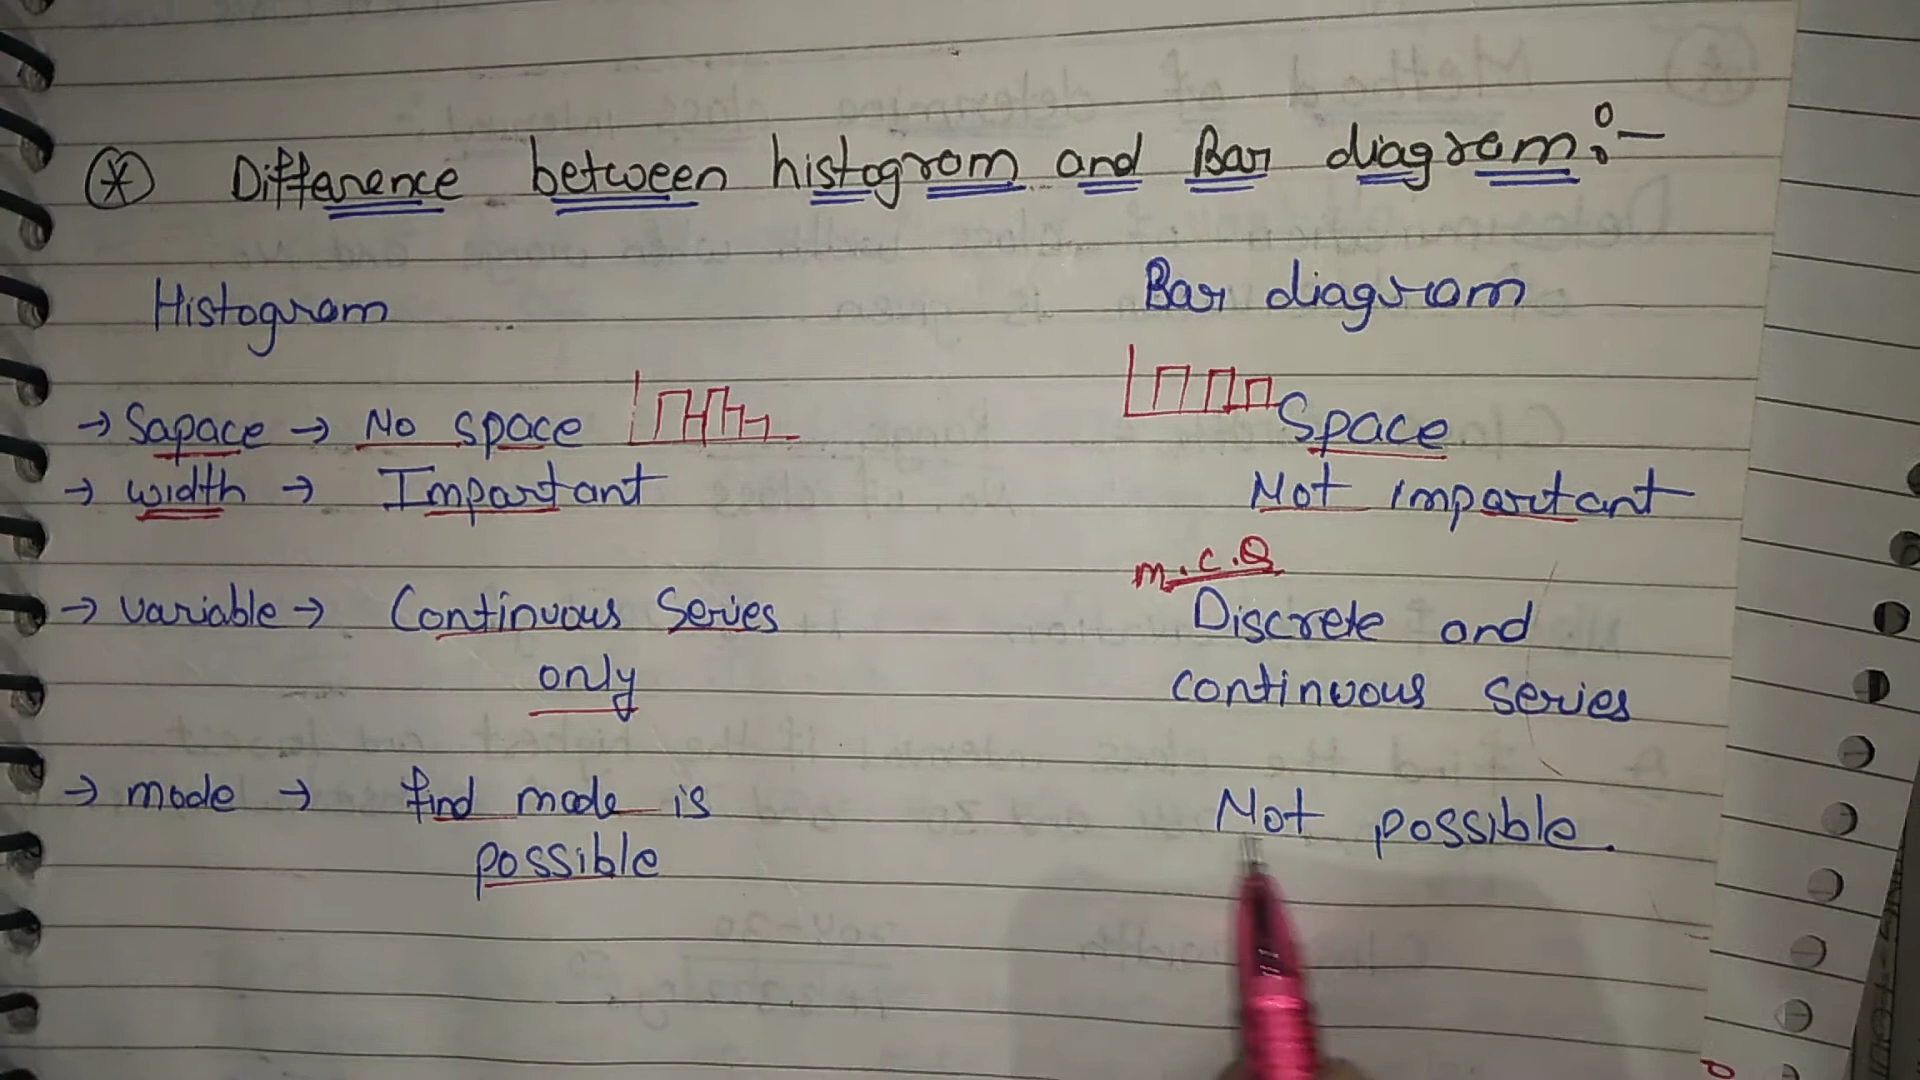 Difference between histogram and Bar diagram :-
Histogram
Bar diagram
→ Sapace → No space
Space
→ width → Important
Not important
m.c.Q
→ variable → Continuous Series
only
Discrete and
continuous series
→ mode → find mode is
possible
Not possible.